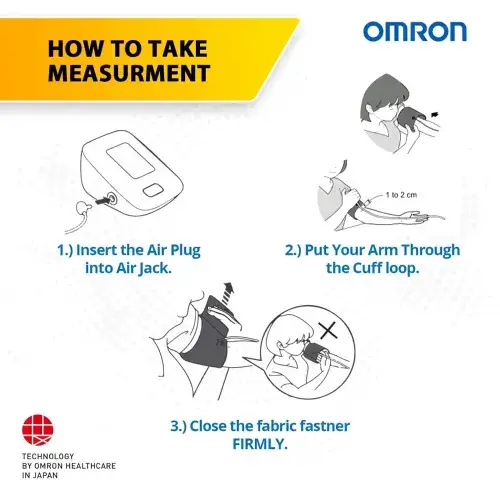 HOW TO TAKE
MEASURMENT
OMRON
1 to 2 cm
1.) Insert the Air Plug
into Air Jack.
2.) Put Your Arm Through
the Cuff loop.
3.) Close the fabric fastner
FIRMLY.
TECHNOLOGY
BY OMRON HEALTHCARE
IN JAPAN